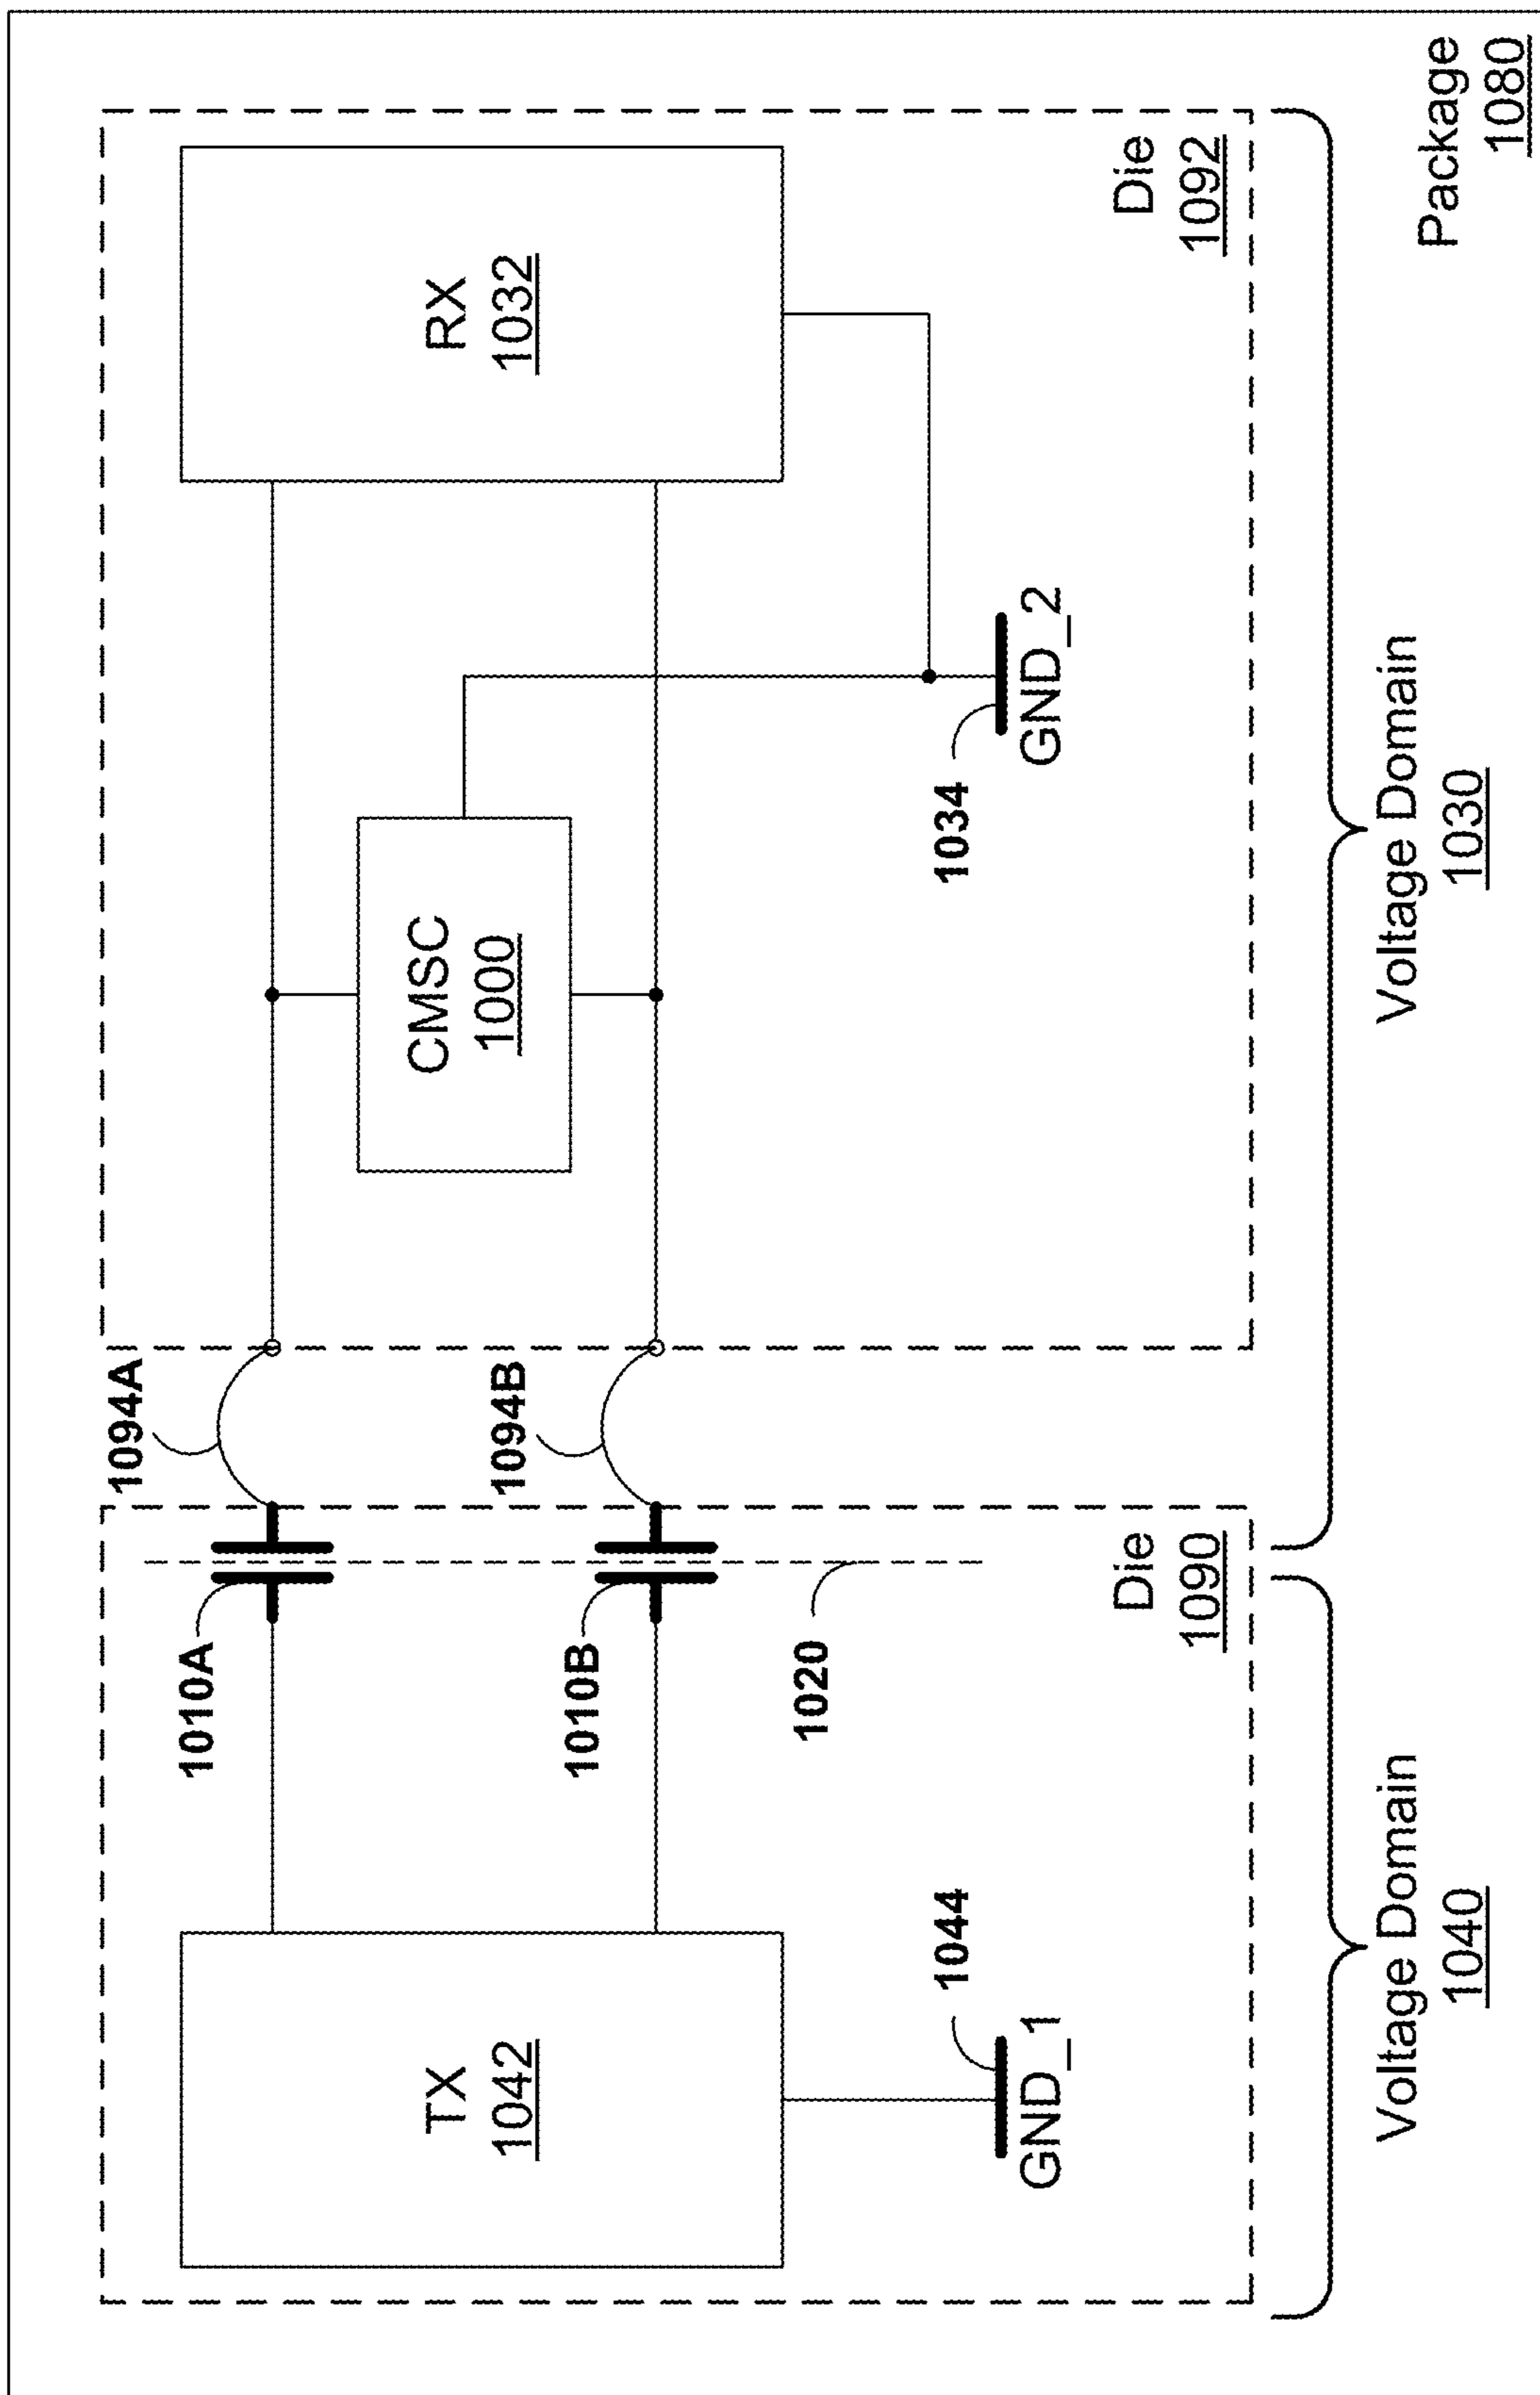 1094A
1010A
1094B
1010B
TX
1042
CMSC
1000
RX
1032
1020
1044
GND_1
1034
GND_2
Die
1090
Die
1092
Voltage Domain
1040
Voltage Domain
1030
Package
1080